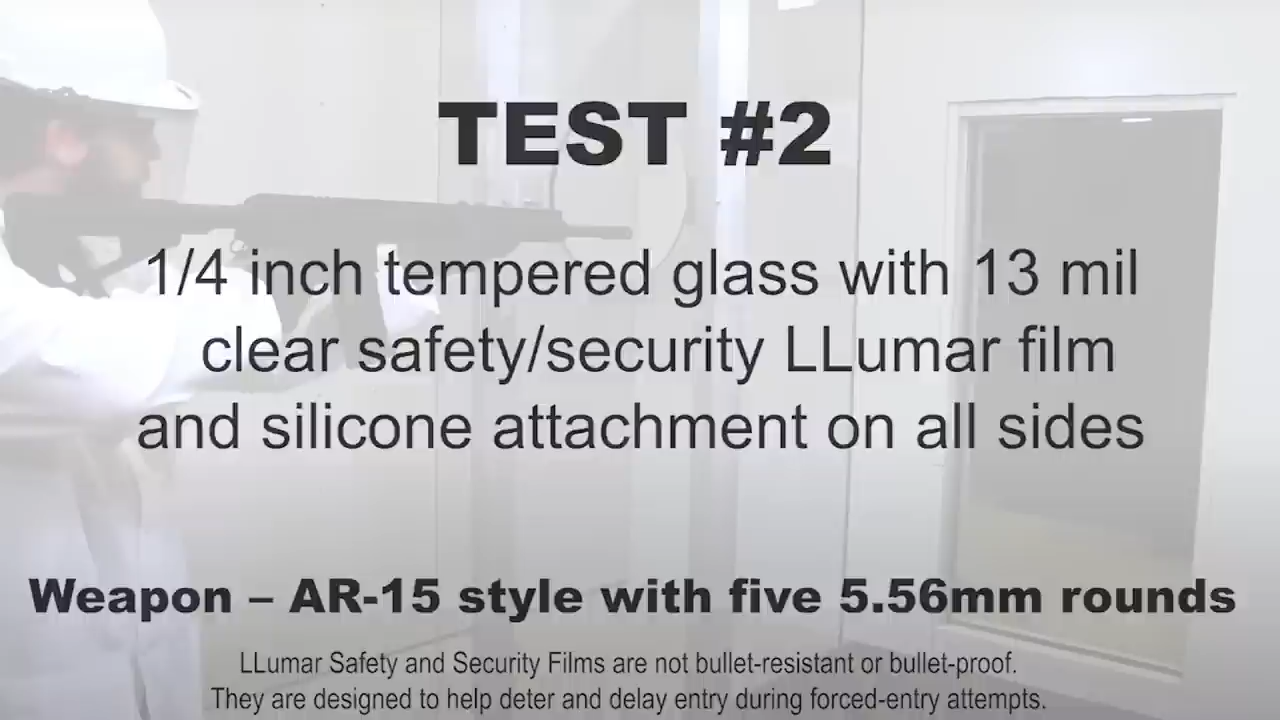 TEST #2
1/4 inch tempered glass with 13 mil
clear safety/security LLumar film
and silicone attachment on all sides
Weapon – AR-15 style with five 5.56mm rounds
LLumar Safety and Security Films are not bullet-resistant or bullet-proof.
They are designed to help deter and delay entry during forced-entry attempts.